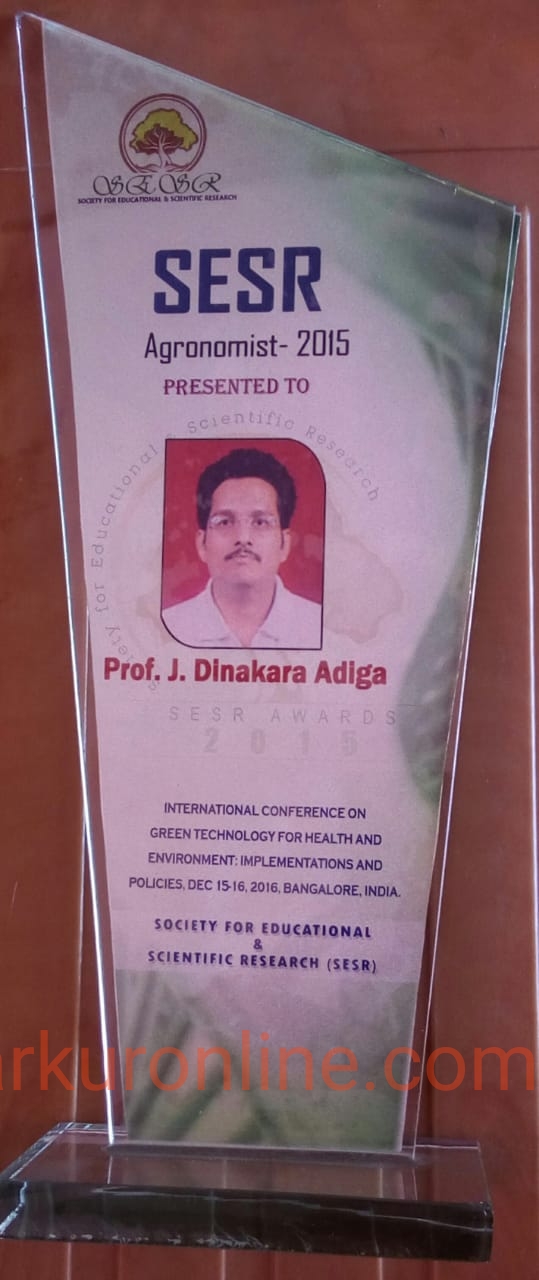 SESR
SOCIETY FOR EDUCATIONAL & SCIENTIFIC RESEARCH
SESR
Agronomist- 2015
PRESENTED TO
Society for Educational & Scientific Research
Prof. J. Dinakara Adiga
SESR AWARDS
2015
INTERNATIONAL CONFERENCE ON
GREEN TECHNOLOGY FOR HEALTH AND
ENVIRONMENT: IMPLEMENTATIONS AND
POLICIES, DEC 15-16, 2016, BANGALORE, INDIA.
SOCIETY FOR EDUCATIONAL
&
SCIENTIFIC RESEARCH (SESR)
arkuronline.com